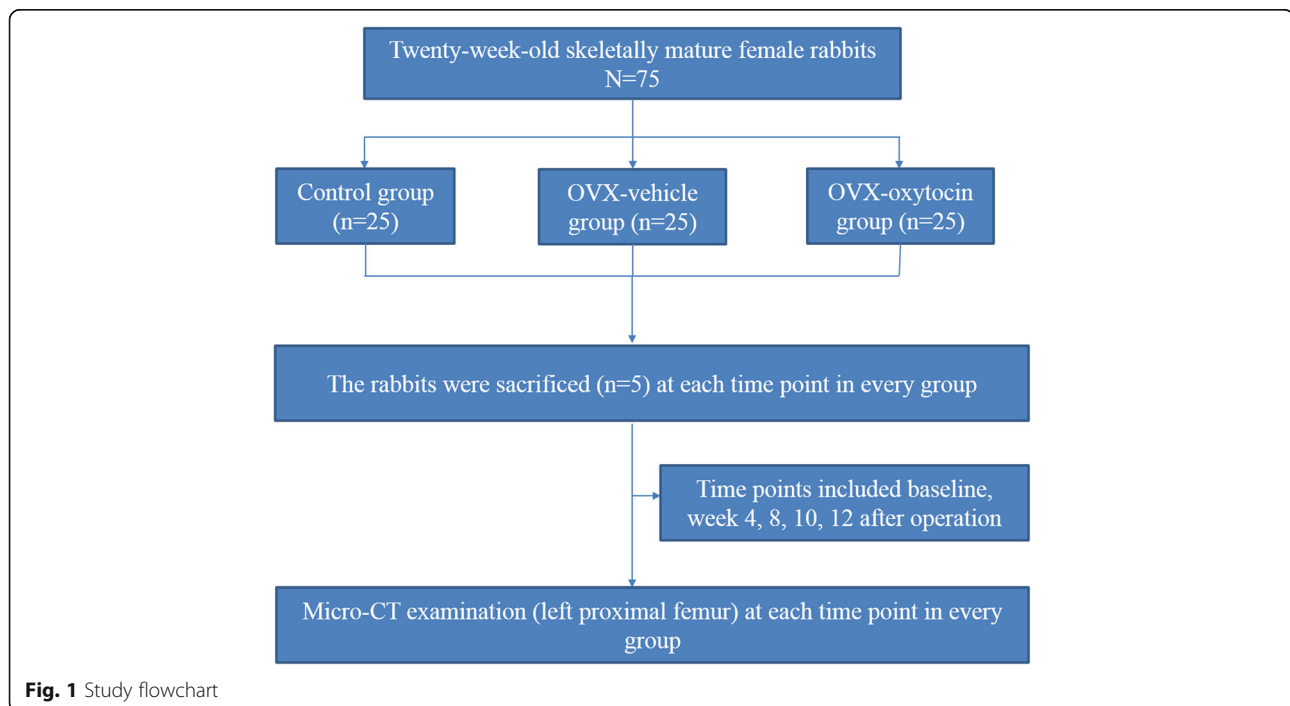 Twenty-week-old skeletally mature female rabbits
N=75
Control group
(n=25)
OVX-vehicle
group (n=25)
OVX-oxytocin
group (n=25)
The rabbits were sacrificed (n=5) at each time point in every group
Time points included baseline,
week 4, 8, 10, 12 after operation
Micro-CT examination (left proximal femur) at each time point in every
group
Fig. 1 Study flowchart